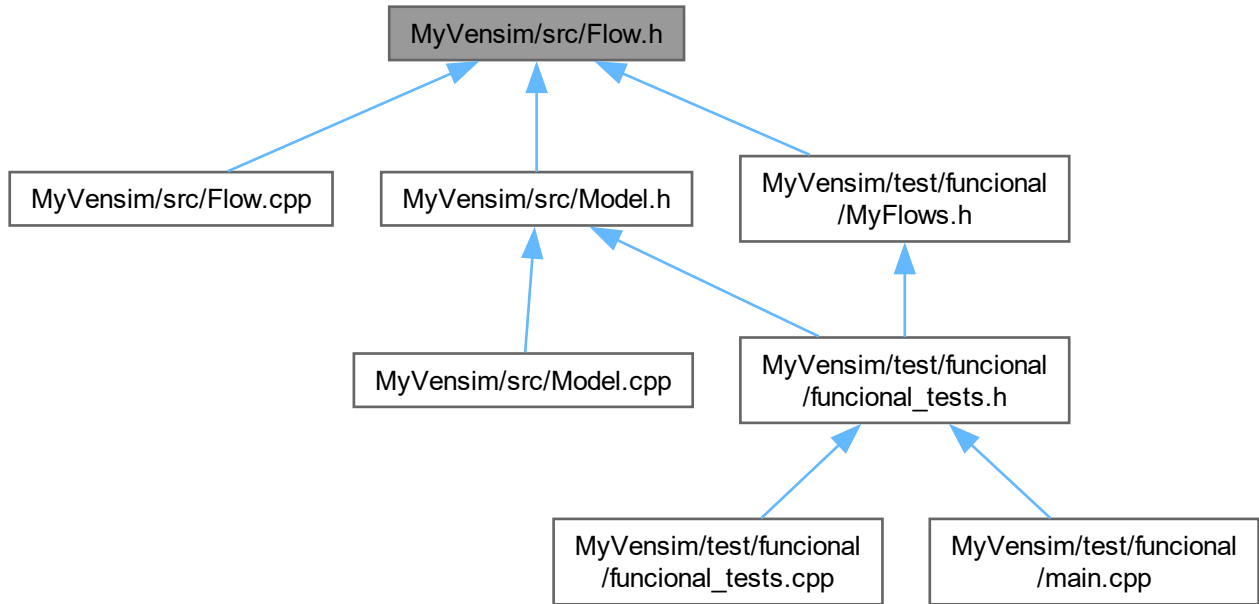 MyVensim/src/Flow.h
MyVensim/src/Flow.cpp
MyVensim/src/Model.h
MyVensim/test/funcional
/MyFlows.h
MyVensim/src/Model.cpp
MyVensim/test/funcional
/funcional_tests.h
MyVensim/test/funcional
/funcional_tests.cpp
MyVensim/test/funcional
/main.cpp